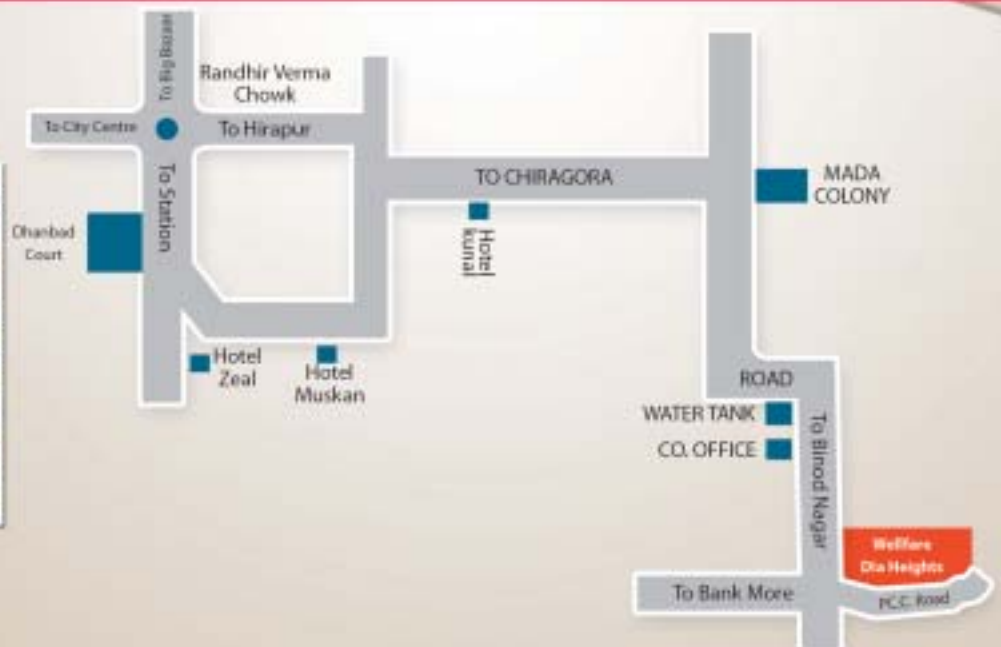 To Big Bazaar
Randhir Verma
Chowk
To City Centre
To Hirapur
To Station
TO CHIRAGORA
MADA
COLONY
Dhanbad
Court
Hotel
kunal
Hotel
Zeal
Hotel
Muskan
ROAD
WATER TANK
CO. OFFICE
To Binod Nagar
Wellfare
Dia Heights
To Bank More
P.C.C. Road